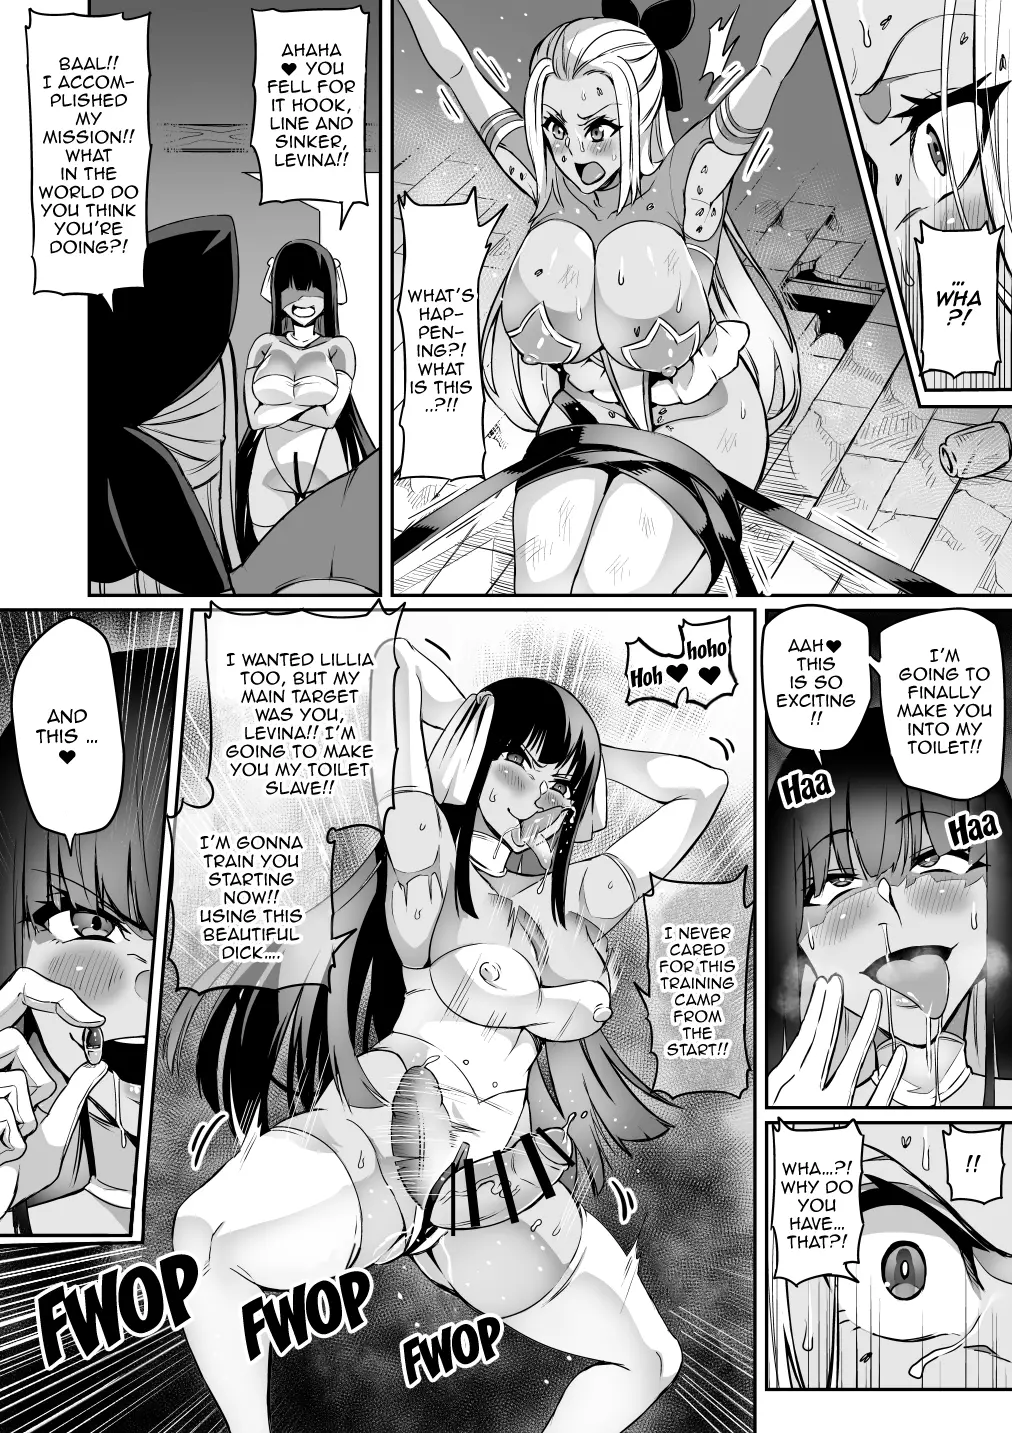 ...
WHA
?!
WHAT'S
HAP-
PEN-
ING?!
WHAT
IS THIS
..?!!
AHAHA
♥ YOU
FELL FOR
IT HOOK,
LINE AND
SINKER,
LEVINA!!
BAAL!!
I ACCOM-
PLISHED
MY
MISSION!!
WHAT
IN THE
WORLD DO
YOU THINK
YOU'RE
DOING?!
I'M
GOING TO
FINALLY
MAKE YOU
INTO MY
TOILET!!
AAH♥
THIS
IS SO
EXCITING
!!
Haa
Haa
!!
WHA...?!
WHY DO
YOU
HAVE...
THAT?!
hoho
Hoh ♥ ♥
I NEVER
CARED
FOR THIS
TRAINING
CAMP
FROM
THE
START!!
I WANTED LILLIA
TOO, BUT MY
MAIN TARGET
WAS YOU,
LEVINA!! I'M
GOING TO MAKE
YOU MY TOILET
SLAVE!!
I'M GONNA
TRAIN YOU
STARTING
NOW!!
USING THIS
BEAUTIFUL
DICK....
FWOP
FWOP
FWOP
AND
THIS ...
♥